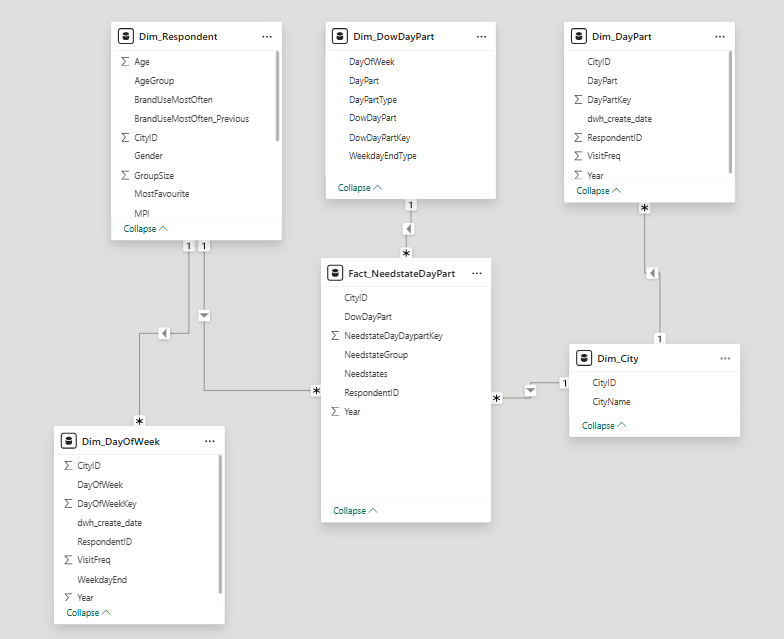 Dim_Respondent ...
Σ Age
AgeGroup
BrandUseMostOften
BrandUseMostOften_Previous
Σ CityID
Gender
Σ GroupSize
MostFavourite
MPI
Collapse
Dim_DowDayPart ...
DayOfWeek
DayPart
DayPartType
DowDayPart
DowDayPartKey
WeekdayEndType
Collapse
Dim_DayPart ...
CityID
DayPart
Σ DayPartKey
dwh_create_date
Σ RespondentID
Σ VisitFreq
Σ Year
Collapse
1 1
1
*
*
1
Fact_NeedstateDayPart ...
CityID
DowDayPart
Σ NeedstateDayDaypartKey
NeedstateGroup
Needstates
RespondentID
Σ Year
Collapse
*
*
1
Dim_City ...
CityID
CityName
Collapse
*
Dim_DayOfWeek ...
Σ CityID
DayOfWeek
Σ DayOfWeekKey
dwh_create_date
RespondentID
Σ VisitFreq
WeekdayEnd
Σ Year
Collapse